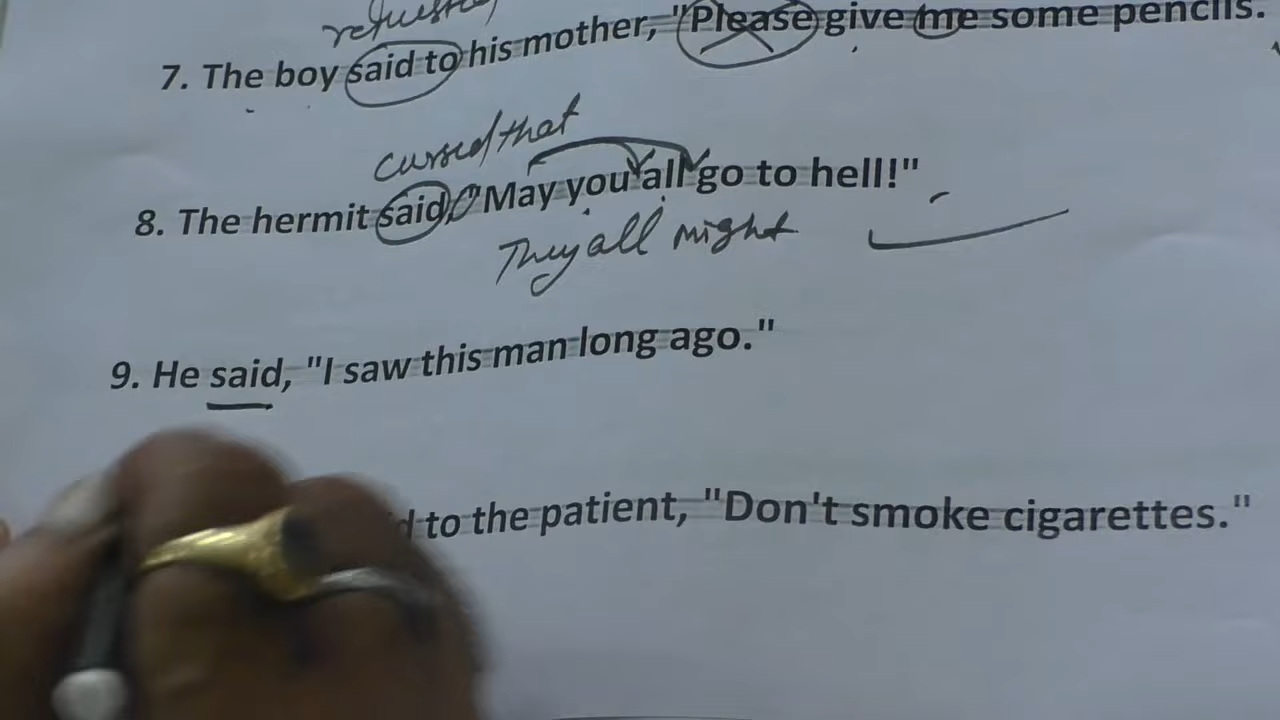 requested
7. The boy said to his mother, "Please give me some pencils.
cursed that
8. The hermit said, "May you all go to hell!"
They all might
9. He said, "I saw this man long ago."
to the patient, "Don't smoke cigarettes."